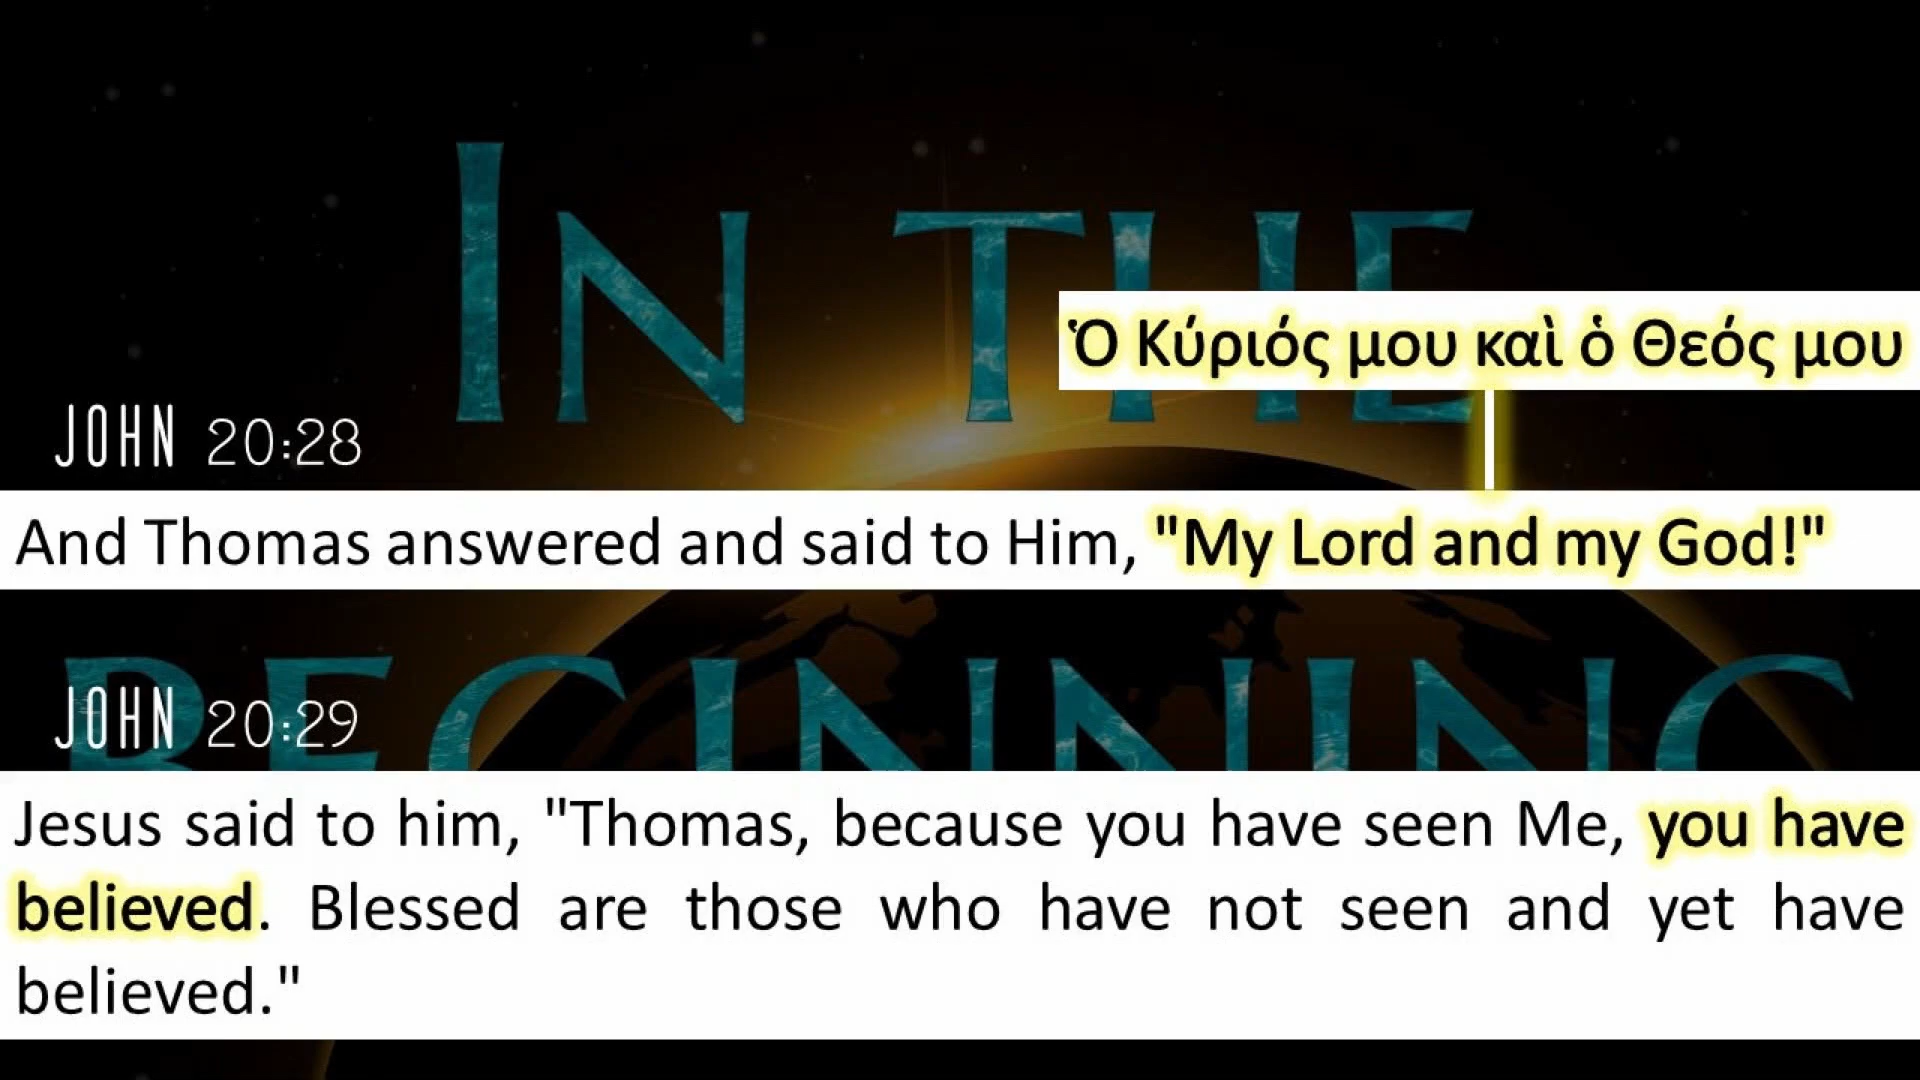 IN THE
Ὁ Κύριός μου καὶ ὁ Θεός μου
JOHN 20:28
And Thomas answered and said to Him, "My Lord and my God!"
BEGINNING
JOHN 20:29
Jesus said to him, "Thomas, because you have seen Me, you have
believed. Blessed are those who have not seen and yet have
believed."